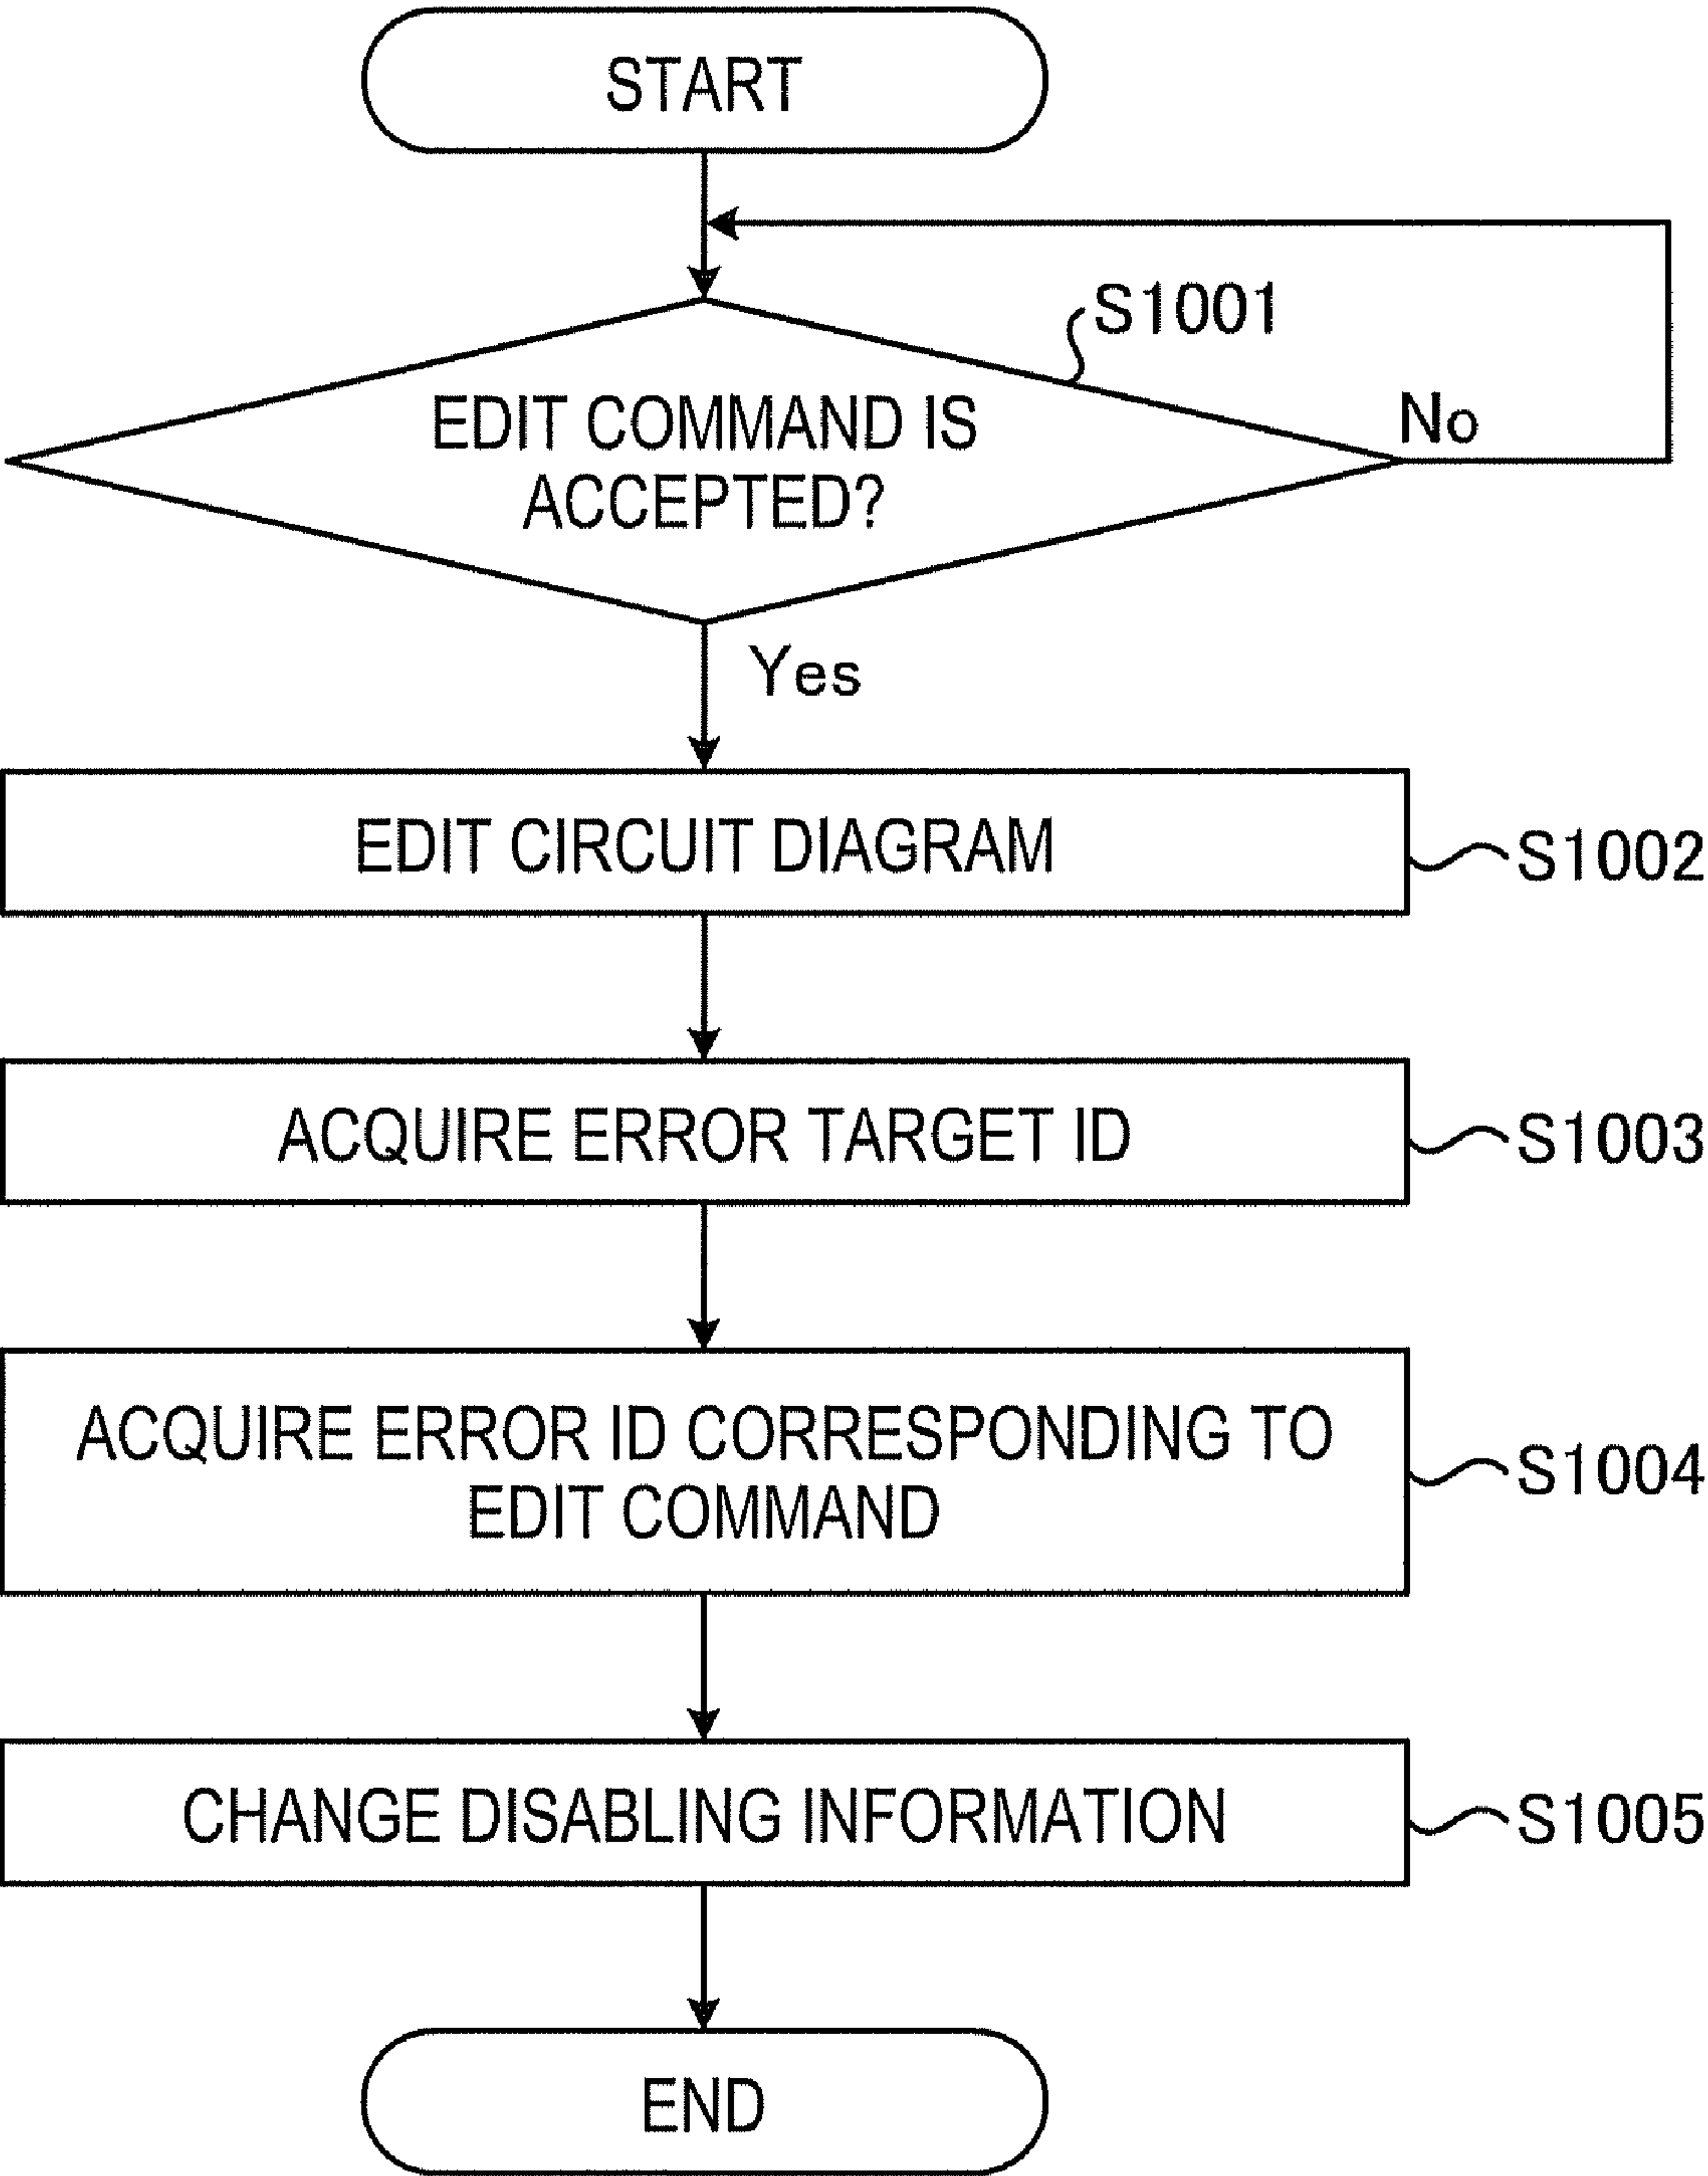 START
S1001
EDIT COMMAND IS
ACCEPTED?
No
Yes
EDIT CIRCUIT DIAGRAM
S1002
ACQUIRE ERROR TARGET ID
S1003
ACQUIRE ERROR ID CORRESPONDING TO
EDIT COMMAND
S1004
CHANGE DISABLING INFORMATION
S1005
END